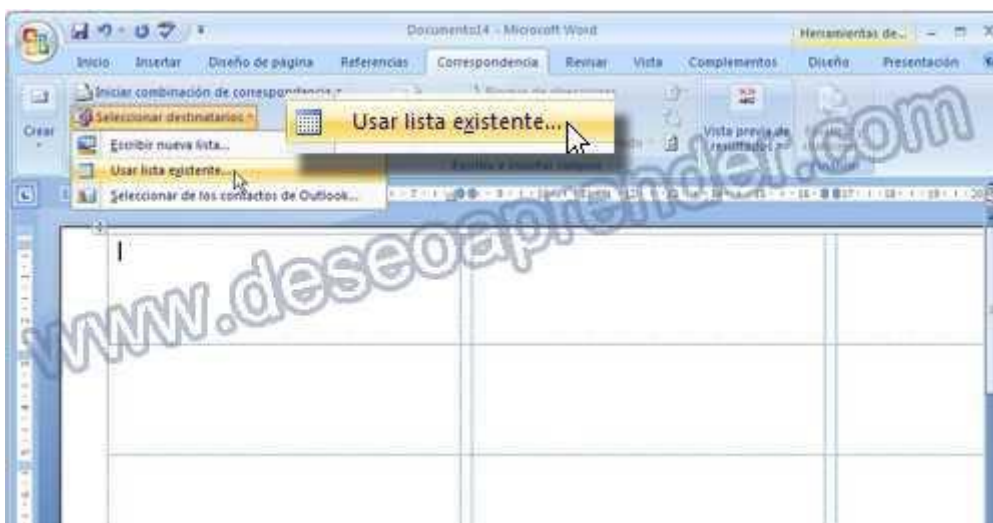 Documento14 - Microsoft Word
Herramientas de...
Inicio Insertar Diseño de página Referencias Correspondencia Revisar Vista Complementos Diseño Presentación
Iniciar combinación de correspondencia
Seleccionar destinatarios
Crear
Usar lista existente...
Vista previa de resultados
Escribir nueva lista...
Usar lista existente...
Seleccionar de los contactos de Outlook...
www.deseoaprender.com